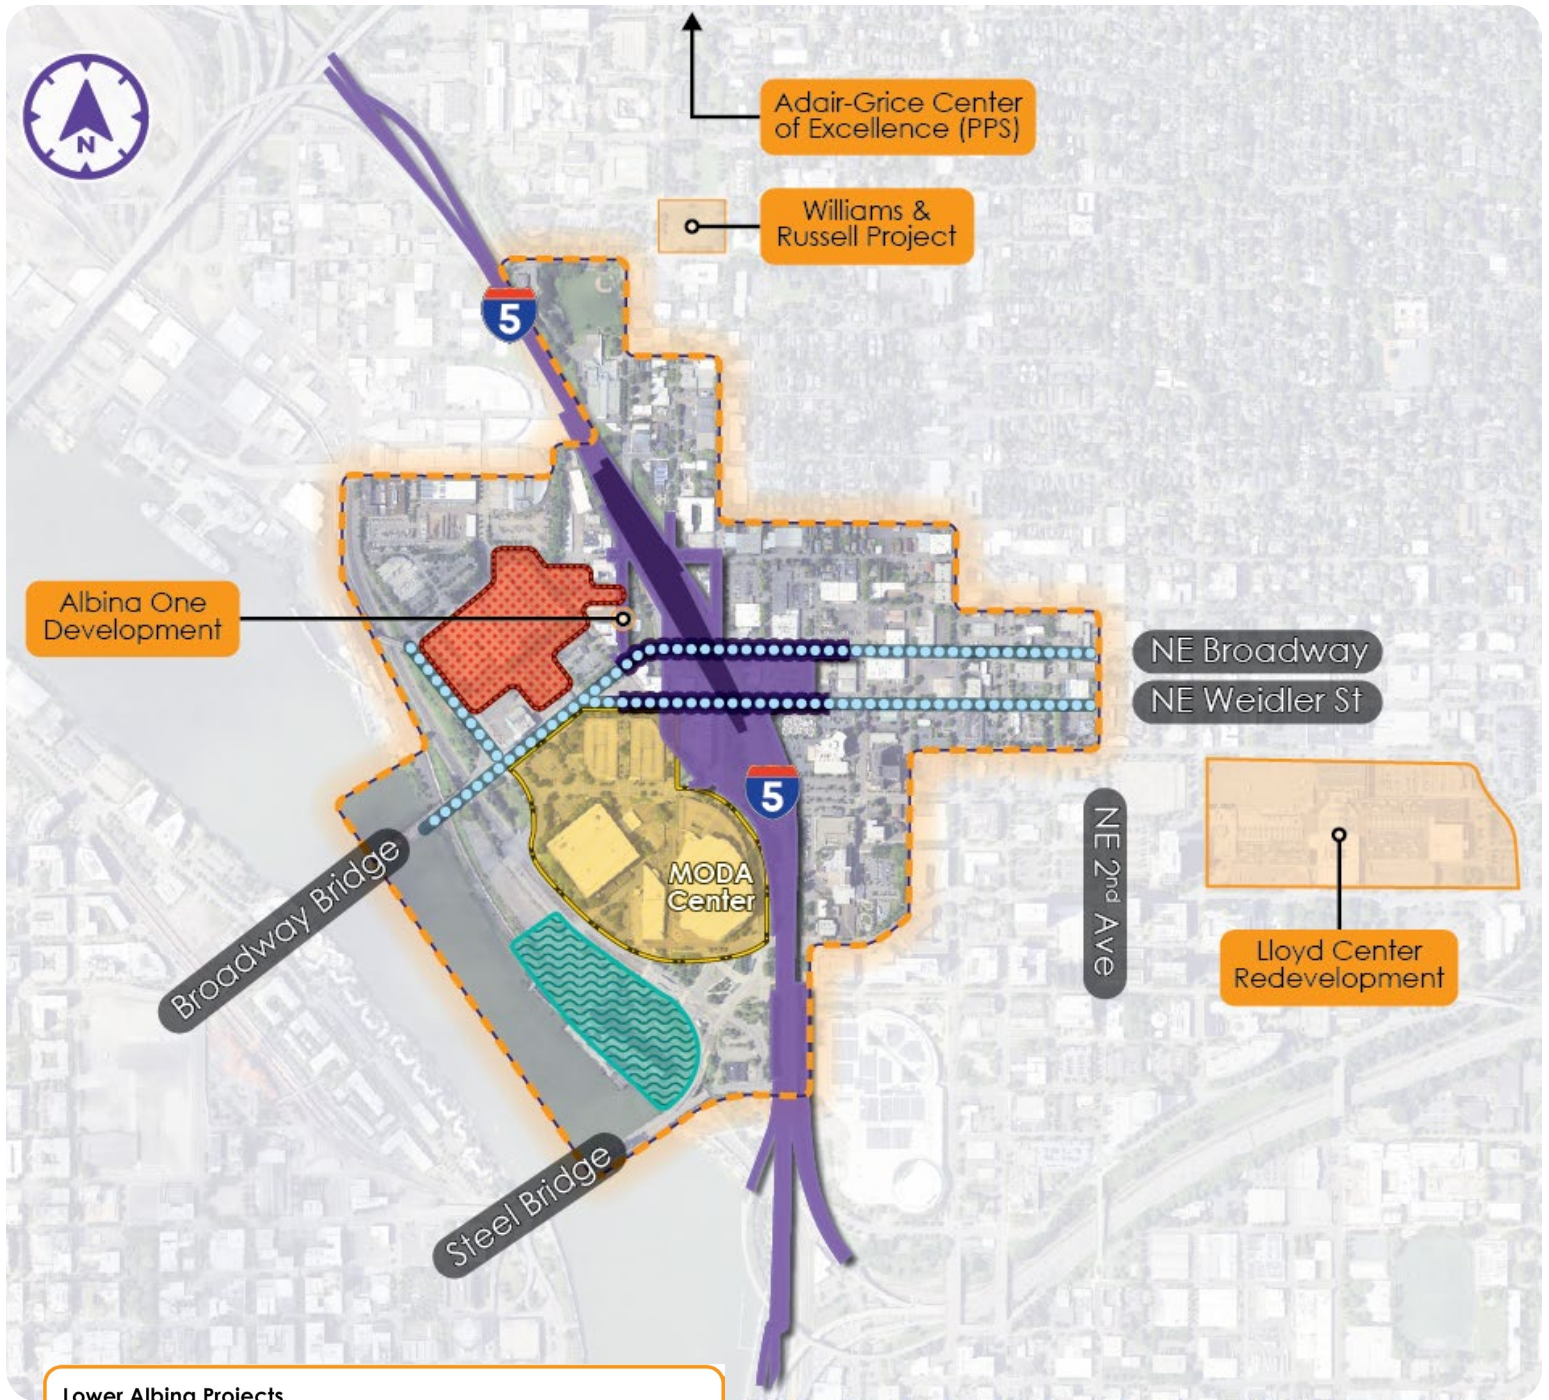 N
Adair-Grice Center
of Excellence (PPS)
Williams &
Russell Project
5
Albina One
Development
NE Broadway
NE Weidler St
5
MODA
Center
NE 2nd Ave
Broadway Bridge
Lloyd Center
Redevelopment
Steel Bridge
Lower Albina Projects